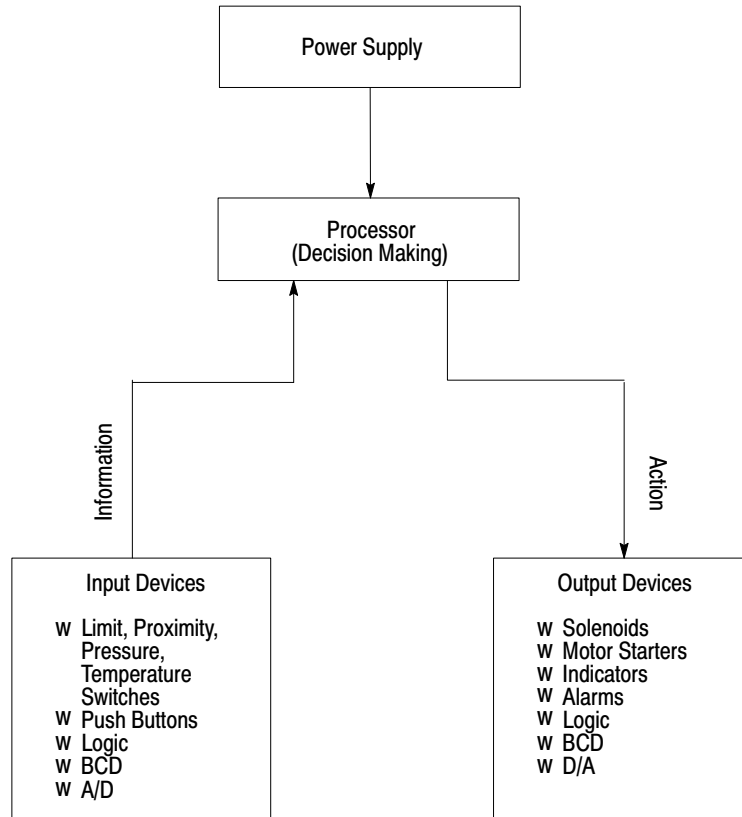 Power Supply
Processor
(Decision Making)
Information
Action
Input Devices
w Limit, Proximity,
Pressure,
Temperature
Switches
w Push Buttons
w Logic
w BCD
w A/D
Output Devices
w Solenoids
w Motor Starters
w Indicators
w Alarms
w Logic
w BCD
w D/A